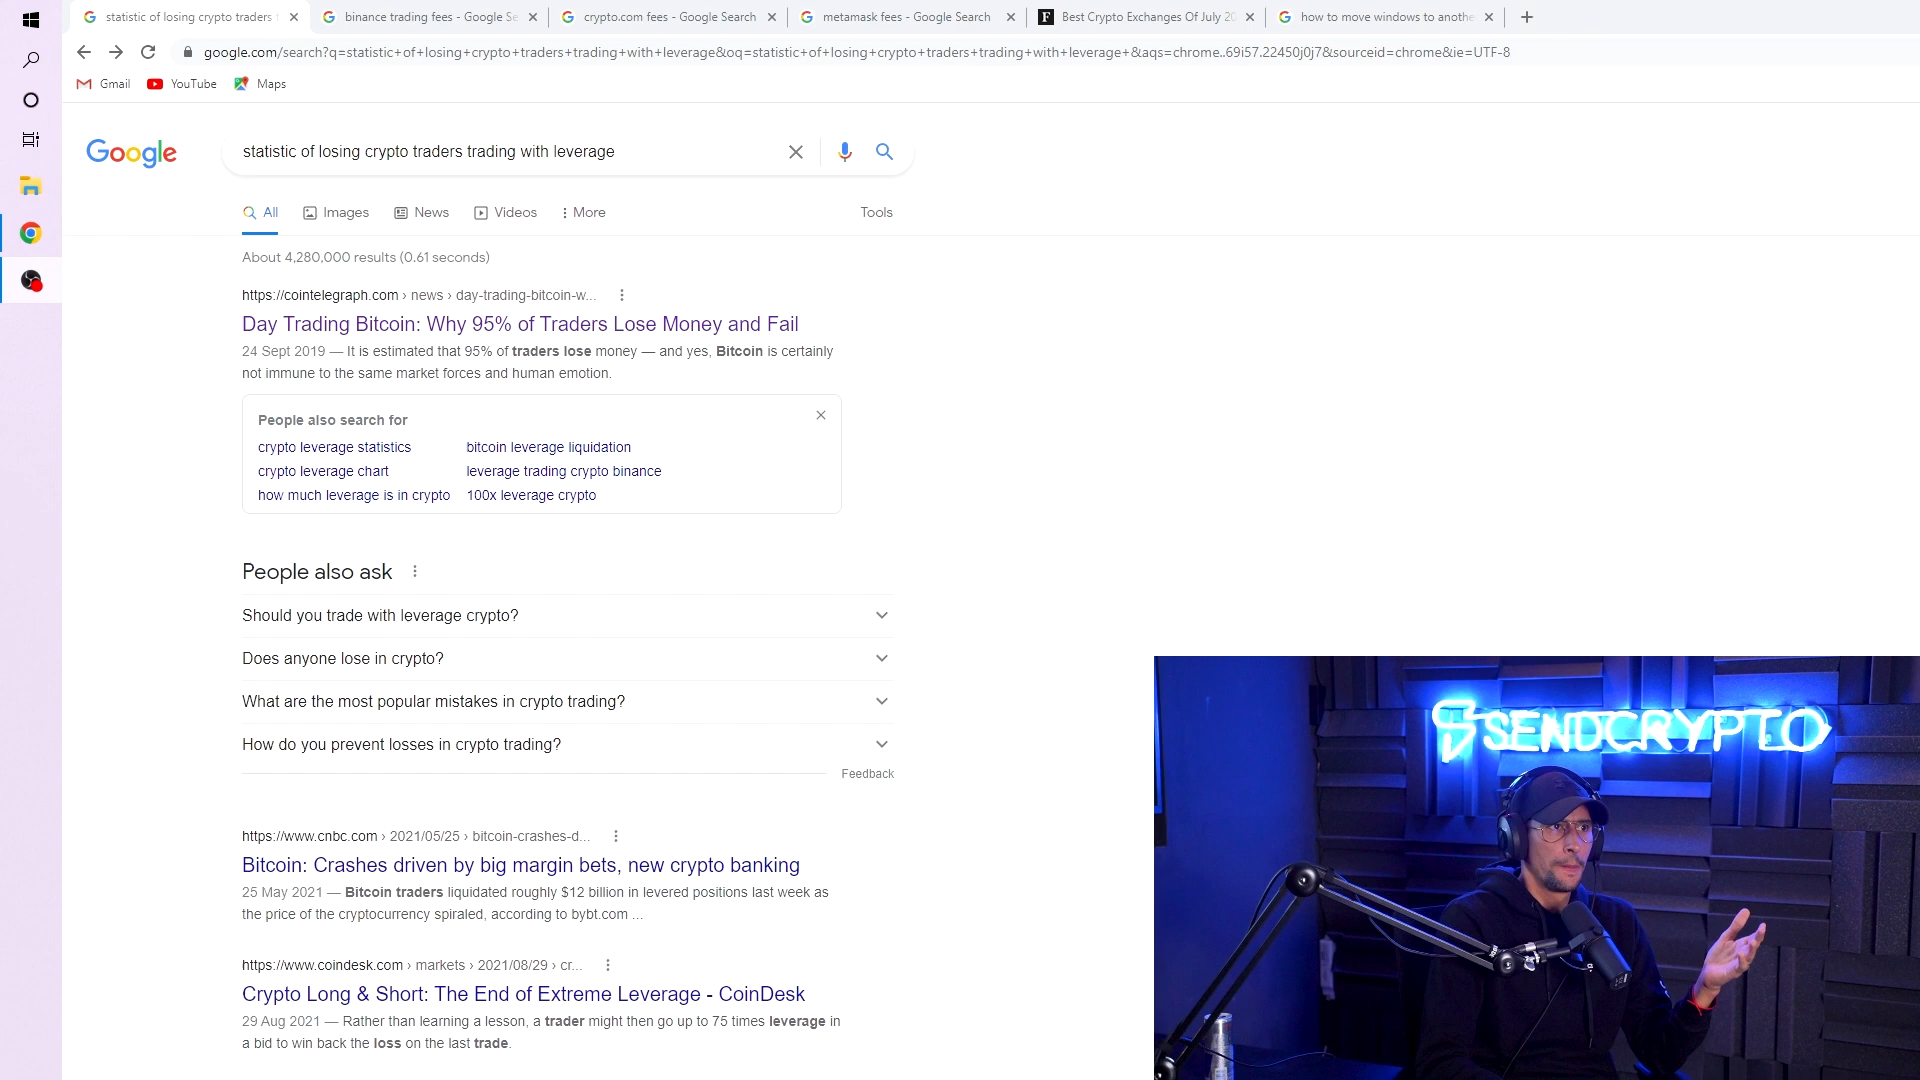 statistic of losing crypto traders t
binance trading fees - Google Se
crypto.com fees - Google Search
metamask fees - Google Search
Best Crypto Exchanges Of July 20
how to move windows to anothe
google.com/search?q=statistic+of+losing+crypto+traders+trading+with+leverage&oq=statistic+of+losing+crypto+traders+trading+with+leverage+&aqs=chrome..69i57.22450j0j7&sourceid=chrome&ie=UTF-8
Gmail
YouTube
Maps
Google
statistic of losing crypto traders trading with leverage
All
Images
News
Videos
More
Tools
About 4,280,000 results (0.61 seconds)
https://cointelegraph.com › news › day-trading-bitcoin-w...
Day Trading Bitcoin: Why 95% of Traders Lose Money and Fail
24 Sept 2019 — It is estimated that 95% of traders lose money — and yes, Bitcoin is certainly
not immune to the same market forces and human emotion.
People also search for
crypto leverage statistics
bitcoin leverage liquidation
crypto leverage chart
leverage trading crypto binance
how much leverage is in crypto
100x leverage crypto
People also ask
Should you trade with leverage crypto?
Does anyone lose in crypto?
What are the most popular mistakes in crypto trading?
How do you prevent losses in crypto trading?
Feedback
https://www.cnbc.com › 2021/05/25 › bitcoin-crashes-d...
Bitcoin: Crashes driven by big margin bets, new crypto banking
25 May 2021 — Bitcoin traders liquidated roughly $12 billion in levered positions last week as
the price of the cryptocurrency spiraled, according to bybt.com ...
https://www.coindesk.com › markets › 2021/08/29 › cr...
Crypto Long & Short: The End of Extreme Leverage - CoinDesk
29 Aug 2021 — Rather than learning a lesson, a trader might then go up to 75 times leverage in
a bid to win back the loss on the last trade.
SENDCRYPTO